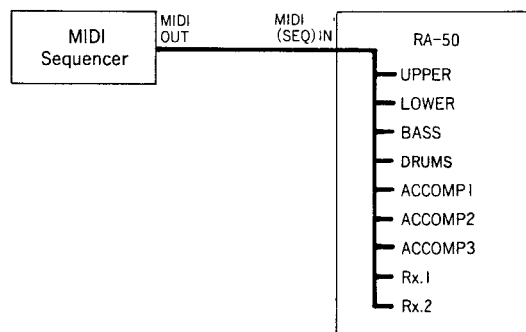 MIDI
Sequencer
MIDI
OUT
MIDI
(SEQ) IN
RA-50
UPPER
LOWER
BASS
DRUMS
ACCOMP1
ACCOMP2
ACCOMP3
Rx.1
Rx.2